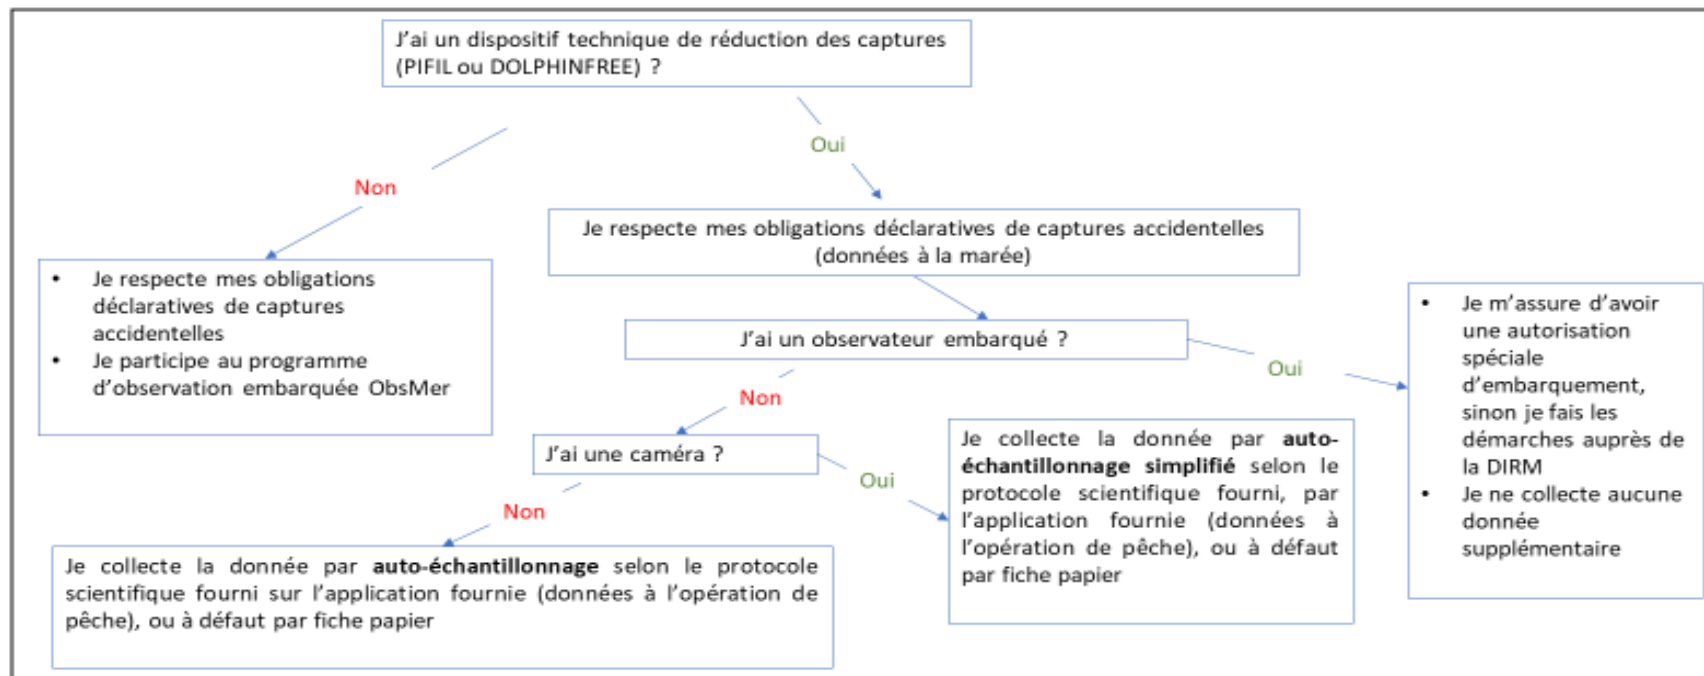 J'ai un dispositif technique de réduction des captures
(PIFIL ou DOLPHINFREE) ?
Oui
Non
Je respecte mes obligations déclaratives de captures accidentelles
(données à la marée)
• Je respecte mes obligations
déclaratives de captures
accidentelles
• Je participe au programme
d'observation embarquée ObsMer
J'ai un observateur embarqué ?
Oui
Non
• Je m'assure d'avoir
une autorisation
spéciale
d'embarquement,
sinon je fais les
démarches auprès de
la DIRM
• Je ne collecte aucune
donnée
supplémentaire
J'ai une caméra ?
Oui
Non
Je collecte la donnée par auto-
échantillonnage simplifié selon le
protocole scientifique fourni, par
l'application fournie (données à
l'opération de pêche), ou à défaut
par fiche papier
Je collecte la donnée par auto-échantillonnage selon le protocole
scientifique fourni sur l'application fournie (données à l'opération de
pêche), ou à défaut par fiche papier